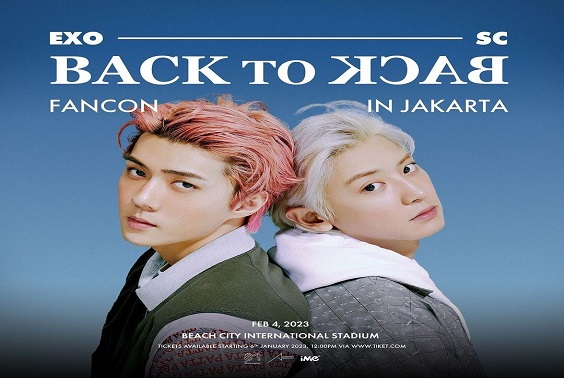 EXO SC
BACK TO BACK
FANCON IN JAKARTA
FEB 4, 2023
BEACH CITY INTERNATIONAL STADIUM
TICKETS AVAILABLE STARTING 6TH JANUARY 2023, 12:00PM VIA WWW.TIKET.COM
iMe